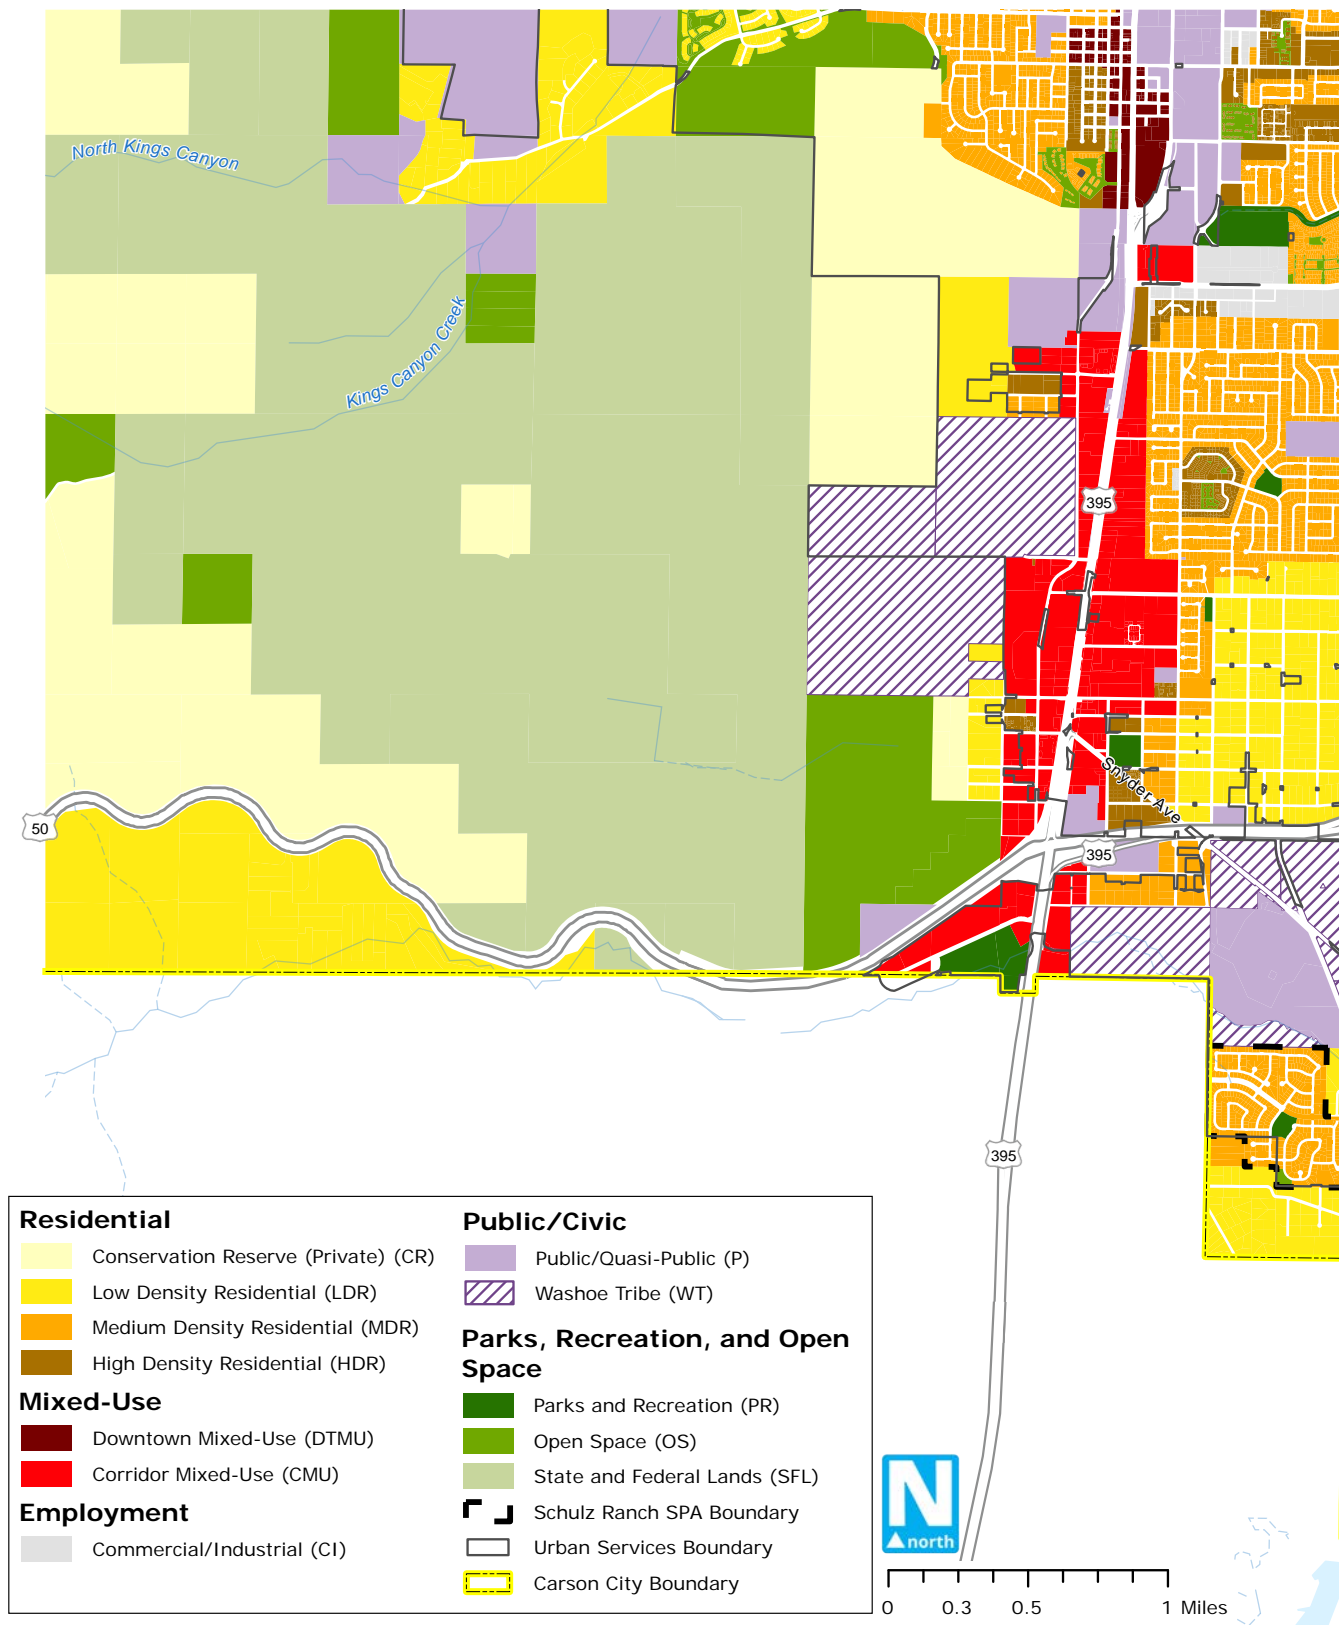 North Kings Canyon
Kings Canyon Creek
395
Snyder Ave
50
395
395
Residential
Conservation Reserve (Private) (CR)
Low Density Residential (LDR)
Medium Density Residential (MDR)
High Density Residential (HDR)
Mixed-Use
Downtown Mixed-Use (DTMU)
Corridor Mixed-Use (CMU)
Employment
Commercial/Industrial (CI)
Public/Civic
Public/Quasi-Public (P)
Washoe Tribe (WT)
Parks, Recreation, and Open
Space
Parks and Recreation (PR)
Open Space (OS)
State and Federal Lands (SFL)
Schulz Ranch SPA Boundary
Urban Services Boundary
Carson City Boundary
N
north
0 0.3 0.5 1 Miles